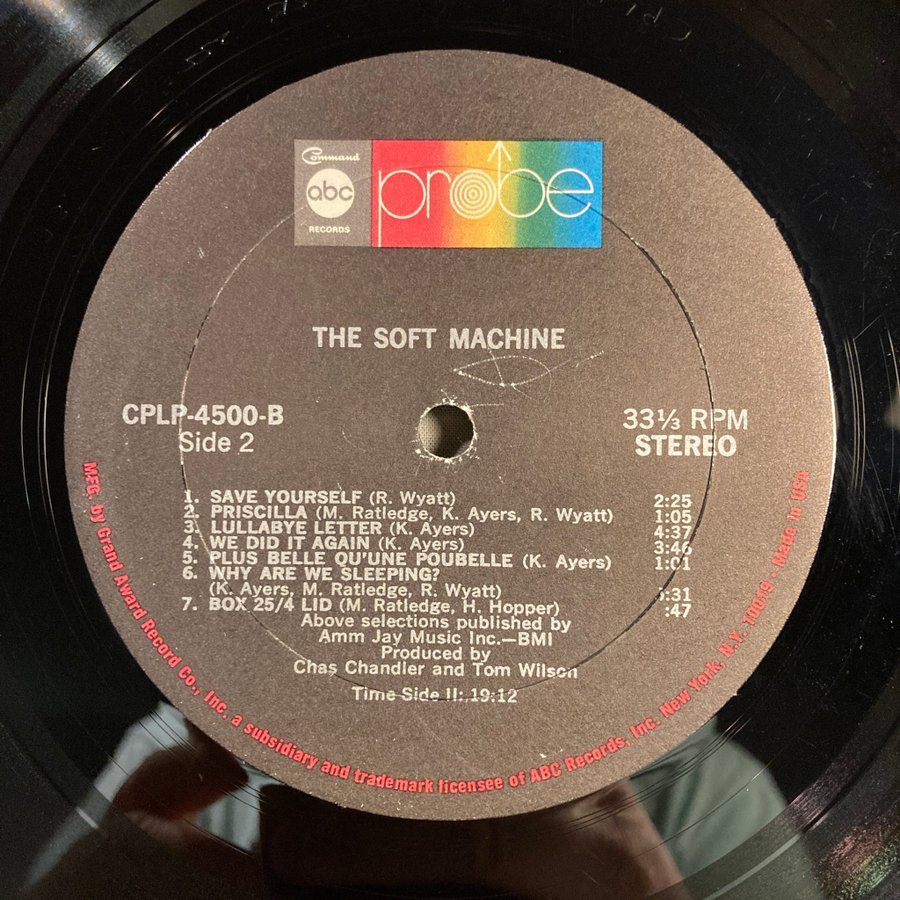 Command
abc
RECORDS
probe
THE SOFT MACHINE
CPLP-4500-B
Side 2
33⅓ RPM
STEREO
1. SAVE YOURSELF (R. Wyatt) 2:25
2. PRISCILLA (M. Ratledge, K. Ayers, R. Wyatt) 1:05
3. LULLABYE LETTER (K. Ayers) 4:37
4. WE DID IT AGAIN (K. Ayers) 3:46
5. PLUS BELLE QU'UNE POUBELLE (K. Ayers) 1:01
6. WHY ARE WE SLEEPING?
(K. Ayers, M. Ratledge, R. Wyatt) :31
7. BOX 25/4 LID (M. Ratledge, H. Hopper) :47
Above selections published by
Amm Jay Music Inc.—BMI
Produced by
Chas Chandler and Tom Wilson
Time Side II: 19:12
MFG. by Grand Award Record Co., Inc. a subsidiary and trademark licensee of ABC Records, Inc. New York, N.Y. 10019 • Made in USA